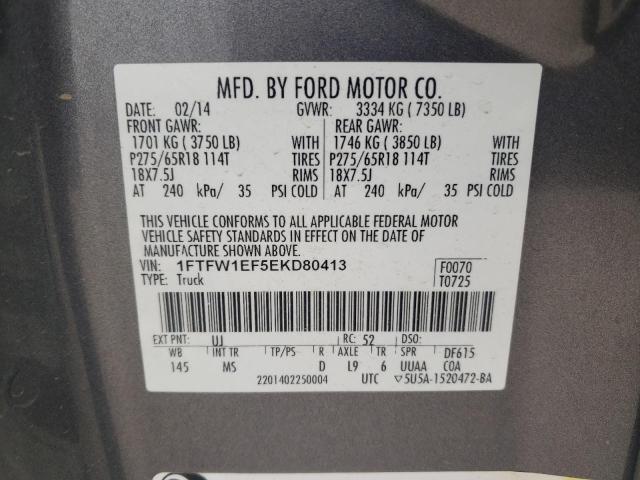 MFD. BY FORD MOTOR CO.
DATE: 02/14 GVWR: 3334 KG ( 7350 LB)
FRONT GAWR: REAR GAWR:
1701 KG ( 3750 LB) WITH 1746 KG ( 3850 LB) WITH
P275/65R18 114T TIRES P275/65R18 114T TIRES
18X7.5J RIMS 18X7.5J RIMS
AT 240 kPa/ 35 PSI COLD AT 240 kPa/ 35 PSI COLD
THIS VEHICLE CONFORMS TO ALL APPLICABLE FEDERAL MOTOR
VEHICLE SAFETY STANDARDS IN EFFECT ON THE DATE OF
MANUFACTURE SHOWN ABOVE.
VIN: 1FTFW1EF5EKD80413 F0070
TYPE: Truck T0725
EXT PNT: UJ RC: 52 DSO:
WB INT TR TP/PS R AXLE TR SPR DF615
145 MS D L9 6 UUAA COA
2201402250004 UTC ▽5U5A-1520472-BA